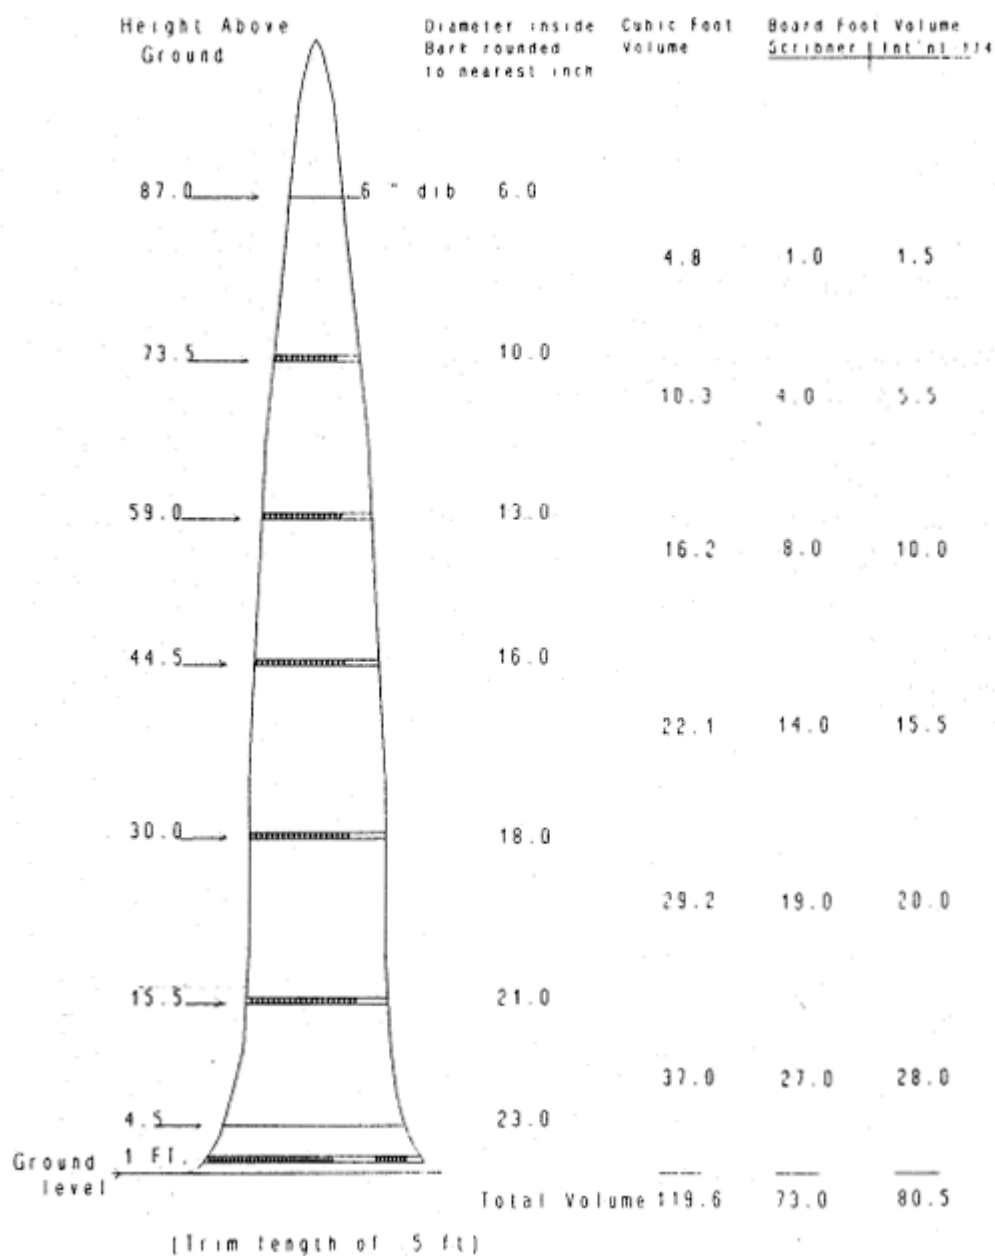 Height Above Diameter inside Cubic Foot Board Foot Volume
Ground Bark rounded Volume Scribner Int'nl 1/4
to nearest inch
87.0 6 " dib 6.0
4.8 1.0 1.5
73.5 10.0
10.3 4.0 5.5
59.0 13.0
16.2 8.0 10.0
44.5 16.0
22.1 14.0 15.5
30.0 18.0
29.2 19.0 20.0
15.5 21.0
37.0 27.0 28.0
4.5 23.0
1 FT.
Ground
level
Total Volume 119.6 73.0 80.5
[Trim length of .5 ft)